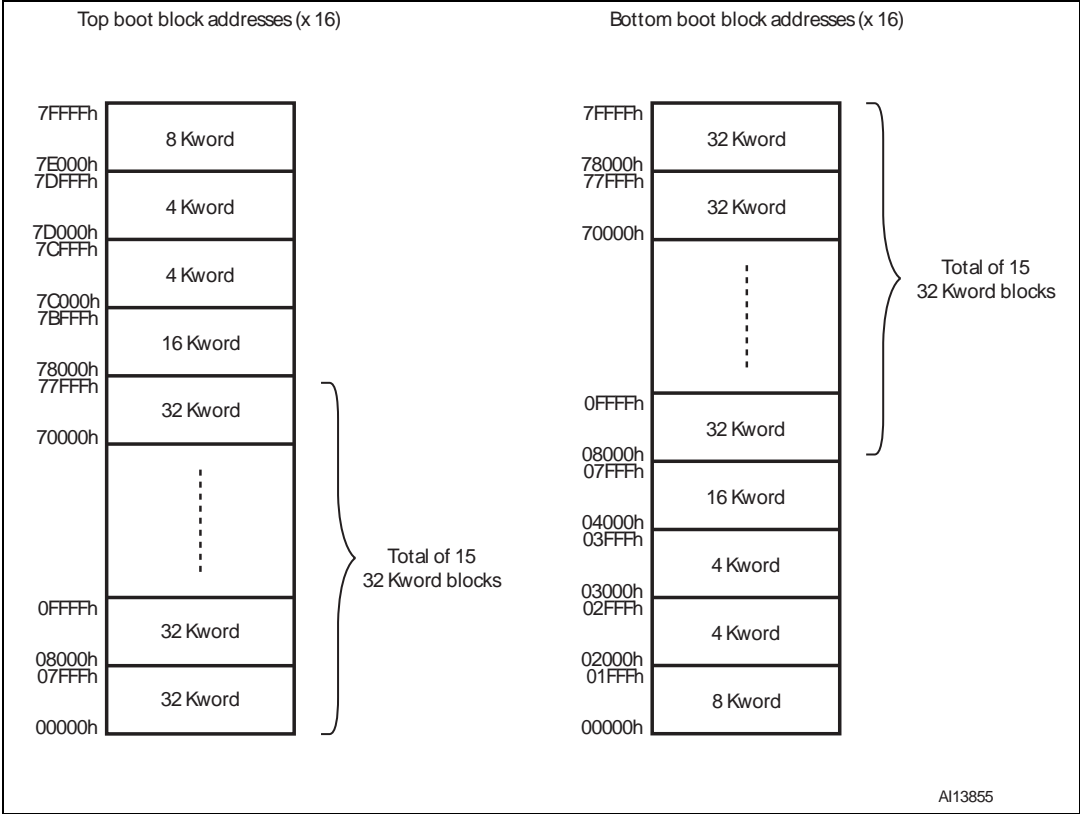 Top boot block addresses (x 16)
7FFFFh
8 Kword
7E000h
7DFFFh
4 Kword
7D000h
7CFFFh
4 Kword
7C000h
7BFFFh
16 Kword
78000h
77FFFh
32 Kword
70000h
Total of 15
32 Kword blocks
0FFFFh
32 Kword
08000h
07FFFh
32 Kword
00000h
Bottom boot block addresses (x 16)
7FFFFh
32 Kword
78000h
77FFFh
32 Kword
70000h
Total of 15
32 Kword blocks
0FFFFh
32 Kword
08000h
07FFFh
16 Kword
04000h
03FFFh
4 Kword
03000h
02FFFh
4 Kword
02000h
01FFFh
8 Kword
00000h
AI13855